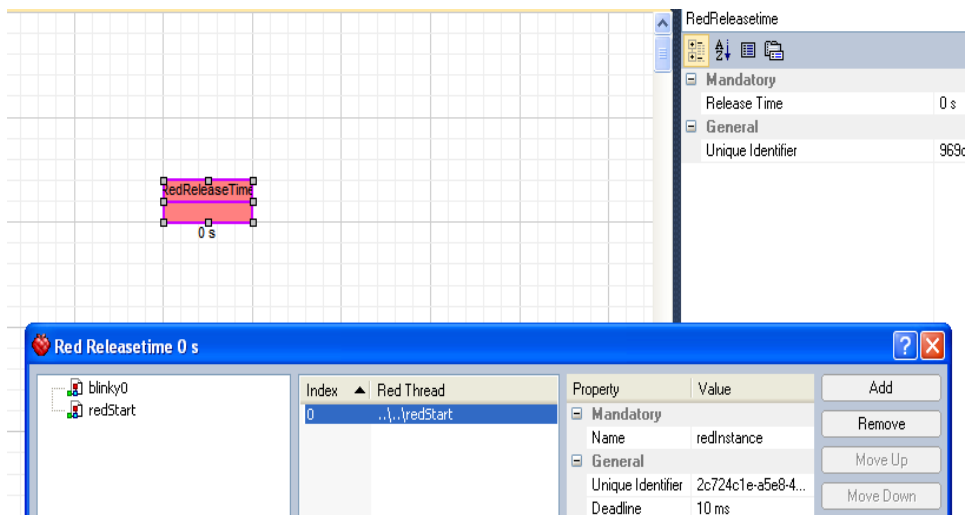 RedReleasetime
Mandatory
Release Time 0 s
General
Unique Identifier 969c
RedReleaseTime
0 s
Red Releasetime 0 s
blinky0
redStart
Index Red Thread
0 ..\..\redStart
Property Value
Mandatory
Name redInstance
General
Unique Identifier 2c724c1e-a5e8-4...
Deadline 10 ms
Add
Remove
Move Up
Move Down